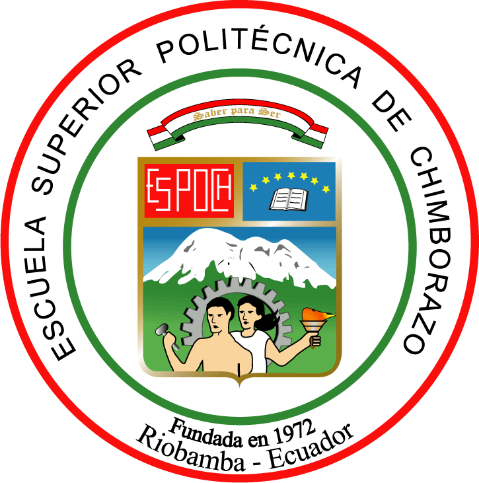 ESCUELA SUPERIOR POLITÉCNICA DE CHIMBORAZO
Saber para Ser
ESPOCH
Fundada en 1972
Riobamba - Ecuador